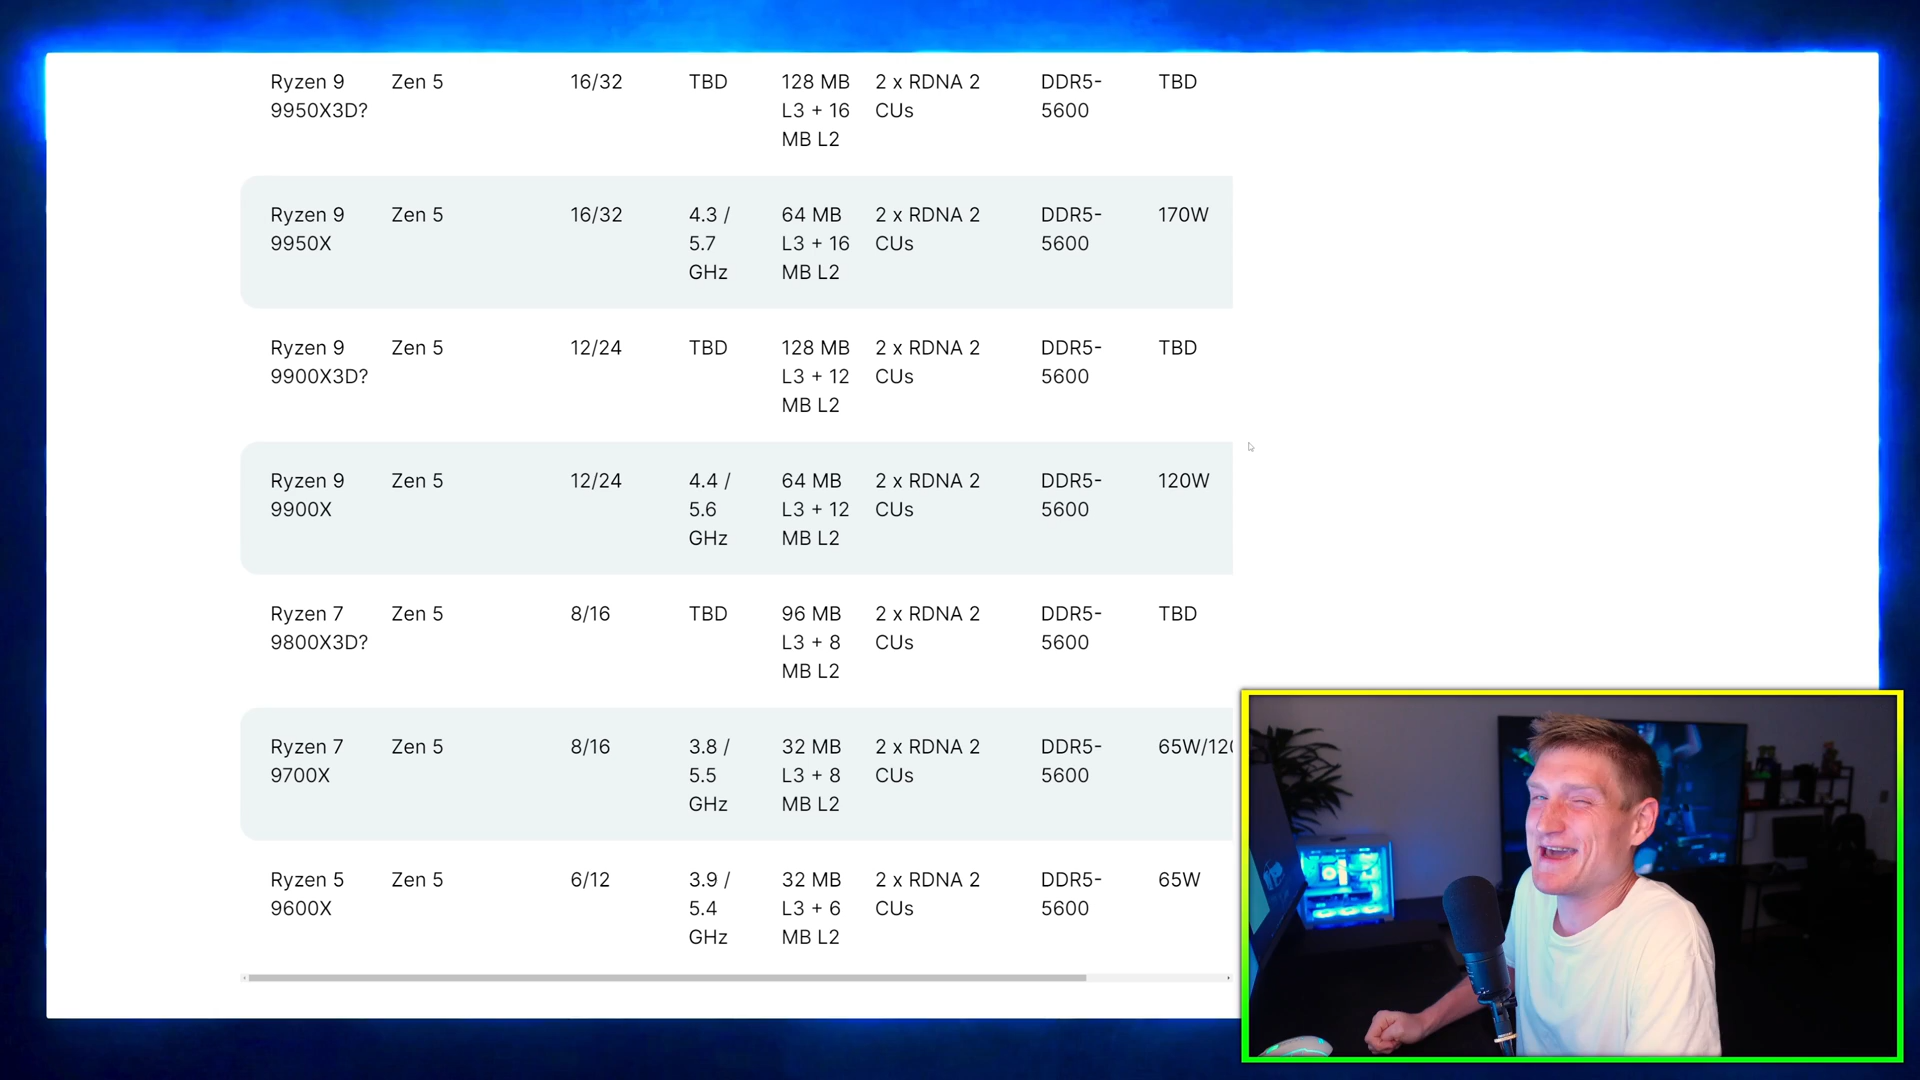 Ryzen 9 9950X3D? Zen 5 16/32 TBD 128 MB L3 + 16 MB L2 2 x RDNA 2 CUs DDR5-5600 TBD
Ryzen 9 9950X Zen 5 16/32 4.3 / 5.7 GHz 64 MB L3 + 16 MB L2 2 x RDNA 2 CUs DDR5-5600 170W
Ryzen 9 9900X3D? Zen 5 12/24 TBD 128 MB L3 + 12 MB L2 2 x RDNA 2 CUs DDR5-5600 TBD
Ryzen 9 9900X Zen 5 12/24 4.4 / 5.6 GHz 64 MB L3 + 12 MB L2 2 x RDNA 2 CUs DDR5-5600 120W
Ryzen 7 9800X3D? Zen 5 8/16 TBD 96 MB L3 + 8 MB L2 2 x RDNA 2 CUs DDR5-5600 TBD
Ryzen 7 9700X Zen 5 8/16 3.8 / 5.5 GHz 32 MB L3 + 8 MB L2 2 x RDNA 2 CUs DDR5-5600 65W/120
Ryzen 5 9600X Zen 5 6/12 3.9 / 5.4 GHz 32 MB L3 + 6 MB L2 2 x RDNA 2 CUs DDR5-5600 65W